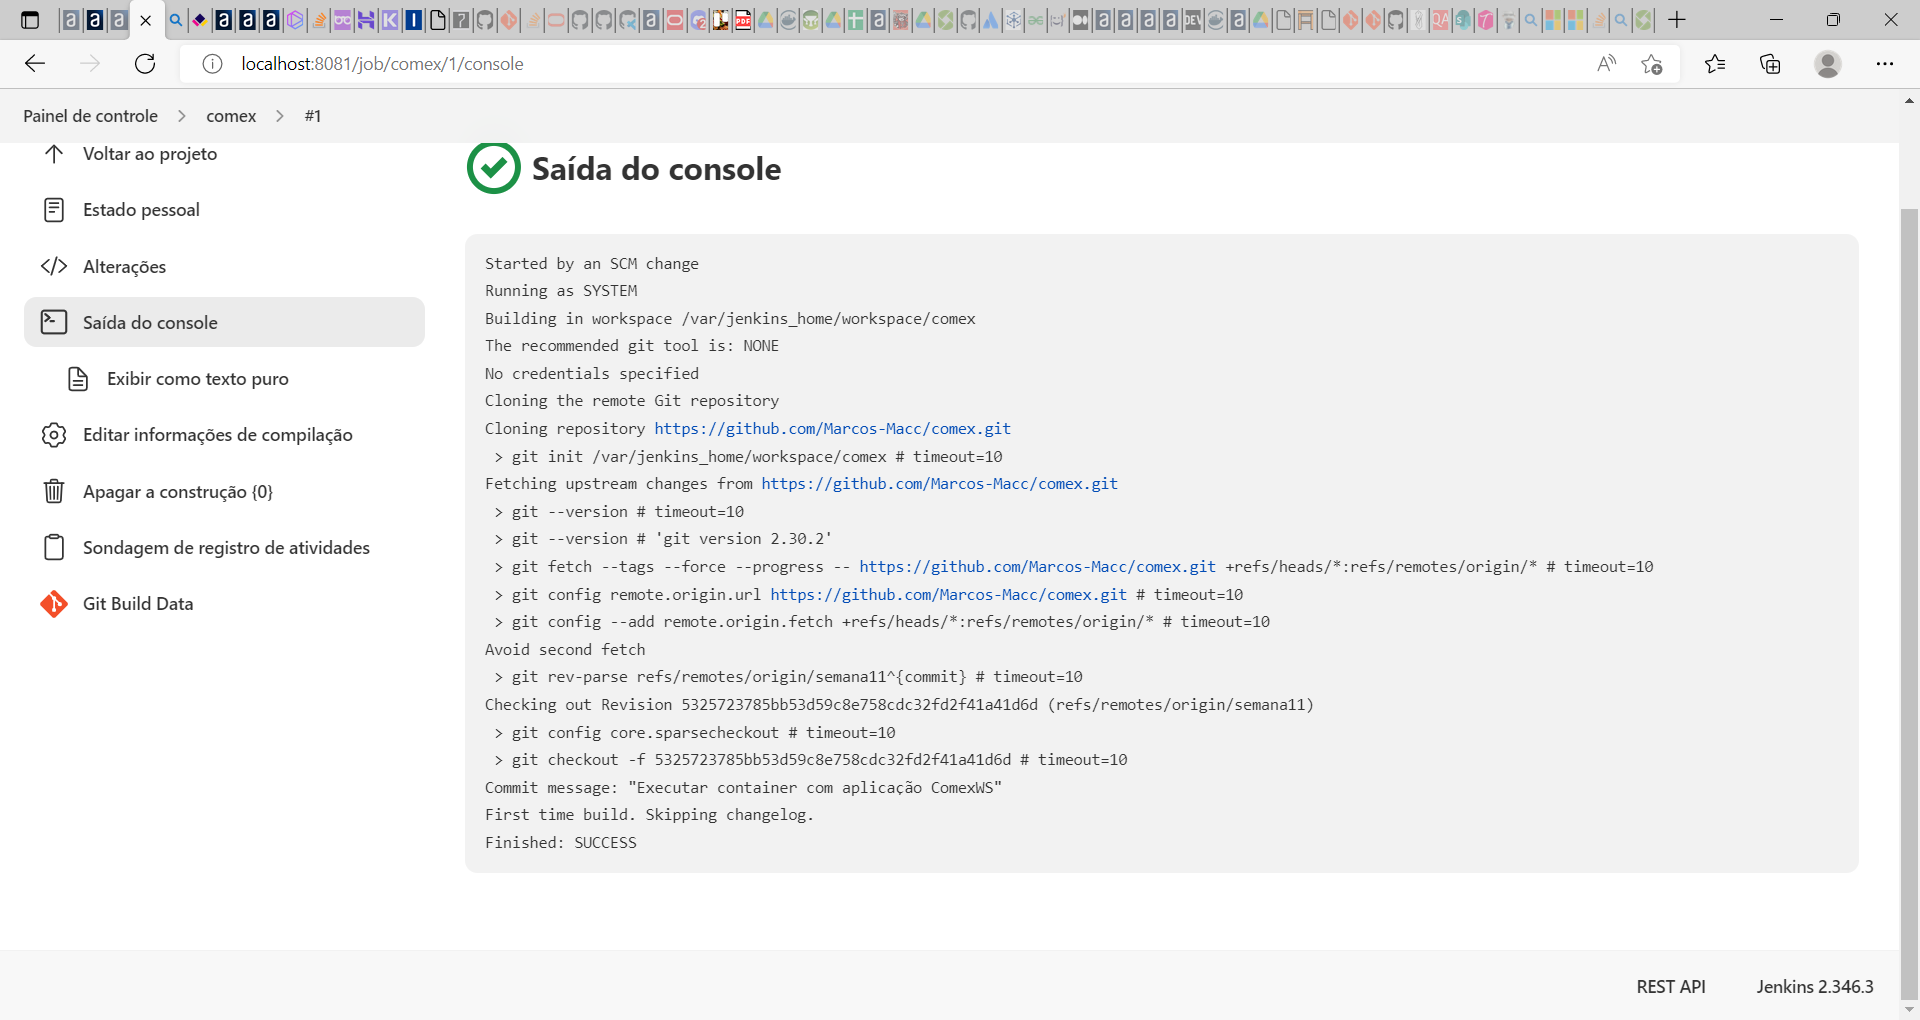 localhost:8081/job/comex/1/console
Painel de controle > comex > #1
Voltar ao projeto
Estado pessoal
Alterações
Saída do console
Exibir como texto puro
Editar informações de compilação
Apagar a construção {0}
Sondagem de registro de atividades
Git Build Data
Saída do console
Started by an SCM change
Running as SYSTEM
Building in workspace /var/jenkins_home/workspace/comex
The recommended git tool is: NONE
No credentials specified
Cloning the remote Git repository
Cloning repository https://github.com/Marcos-Macc/comex.git
> git init /var/jenkins_home/workspace/comex # timeout=10
Fetching upstream changes from https://github.com/Marcos-Macc/comex.git
> git --version # timeout=10
> git --version # 'git version 2.30.2'
> git fetch --tags --force --progress -- https://github.com/Marcos-Macc/comex.git +refs/heads/*:refs/remotes/origin/* # timeout=10
> git config remote.origin.url https://github.com/Marcos-Macc/comex.git # timeout=10
> git config --add remote.origin.fetch +refs/heads/*:refs/remotes/origin/* # timeout=10
Avoid second fetch
> git rev-parse refs/remotes/origin/semana11^{commit} # timeout=10
Checking out Revision 5325723785bb53d59c8e758cdc32fd2f41a41d6d (refs/remotes/origin/semana11)
> git config core.sparsecheckout # timeout=10
> git checkout -f 5325723785bb53d59c8e758cdc32fd2f41a41d6d # timeout=10
Commit message: "Executar container com aplicação ComexWS"
First time build. Skipping changelog.
Finished: SUCCESS
REST API
Jenkins 2.346.3